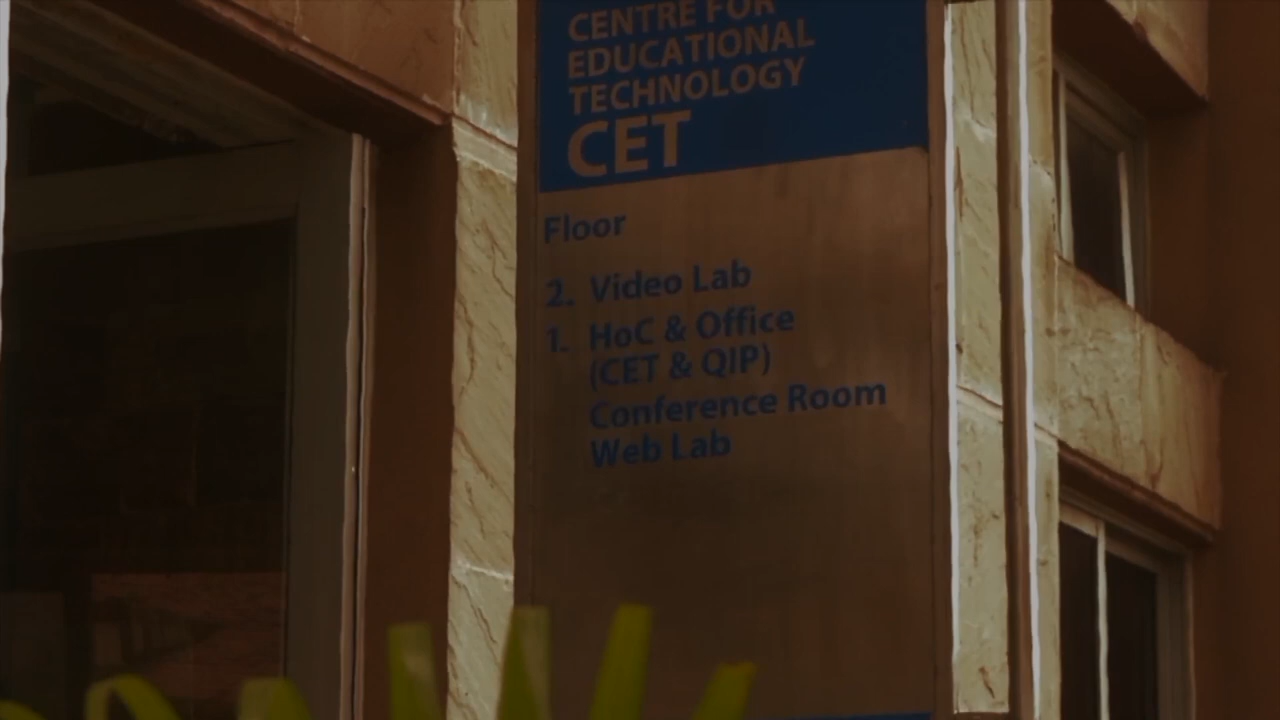 CENTRE FOR
EDUCATIONAL
TECHNOLOGY
CET
Floor
2. Video Lab
1. HoC & Office
(CET & QIP)
Conference Room
Web Lab